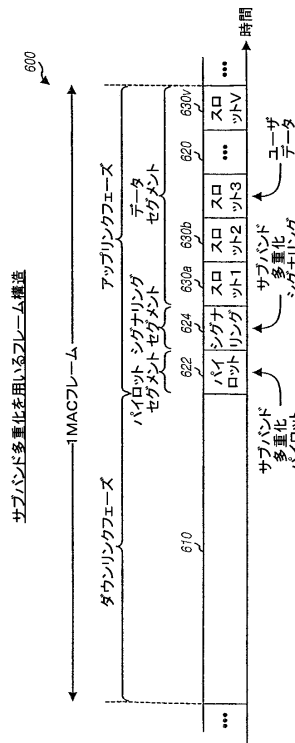 サブバンド多重化を用いるフレーム構造
600
1MACフレーム
ダウンリンクフェーズ
アップリンクフェーズ
パイロット
セグメント
シグナリング
セグメント
データ
セグメント
610
622
624
630a
630b
620
630v
•••
パイ
ロット
シグナ
リング
スロ
ット1
スロ
ット2
スロ
ット3
•••
スロ
ットV
•••
時間
サブバンド
多重化
パイロット
サブバンド
多重化
シグナリング
ユーザ
データ